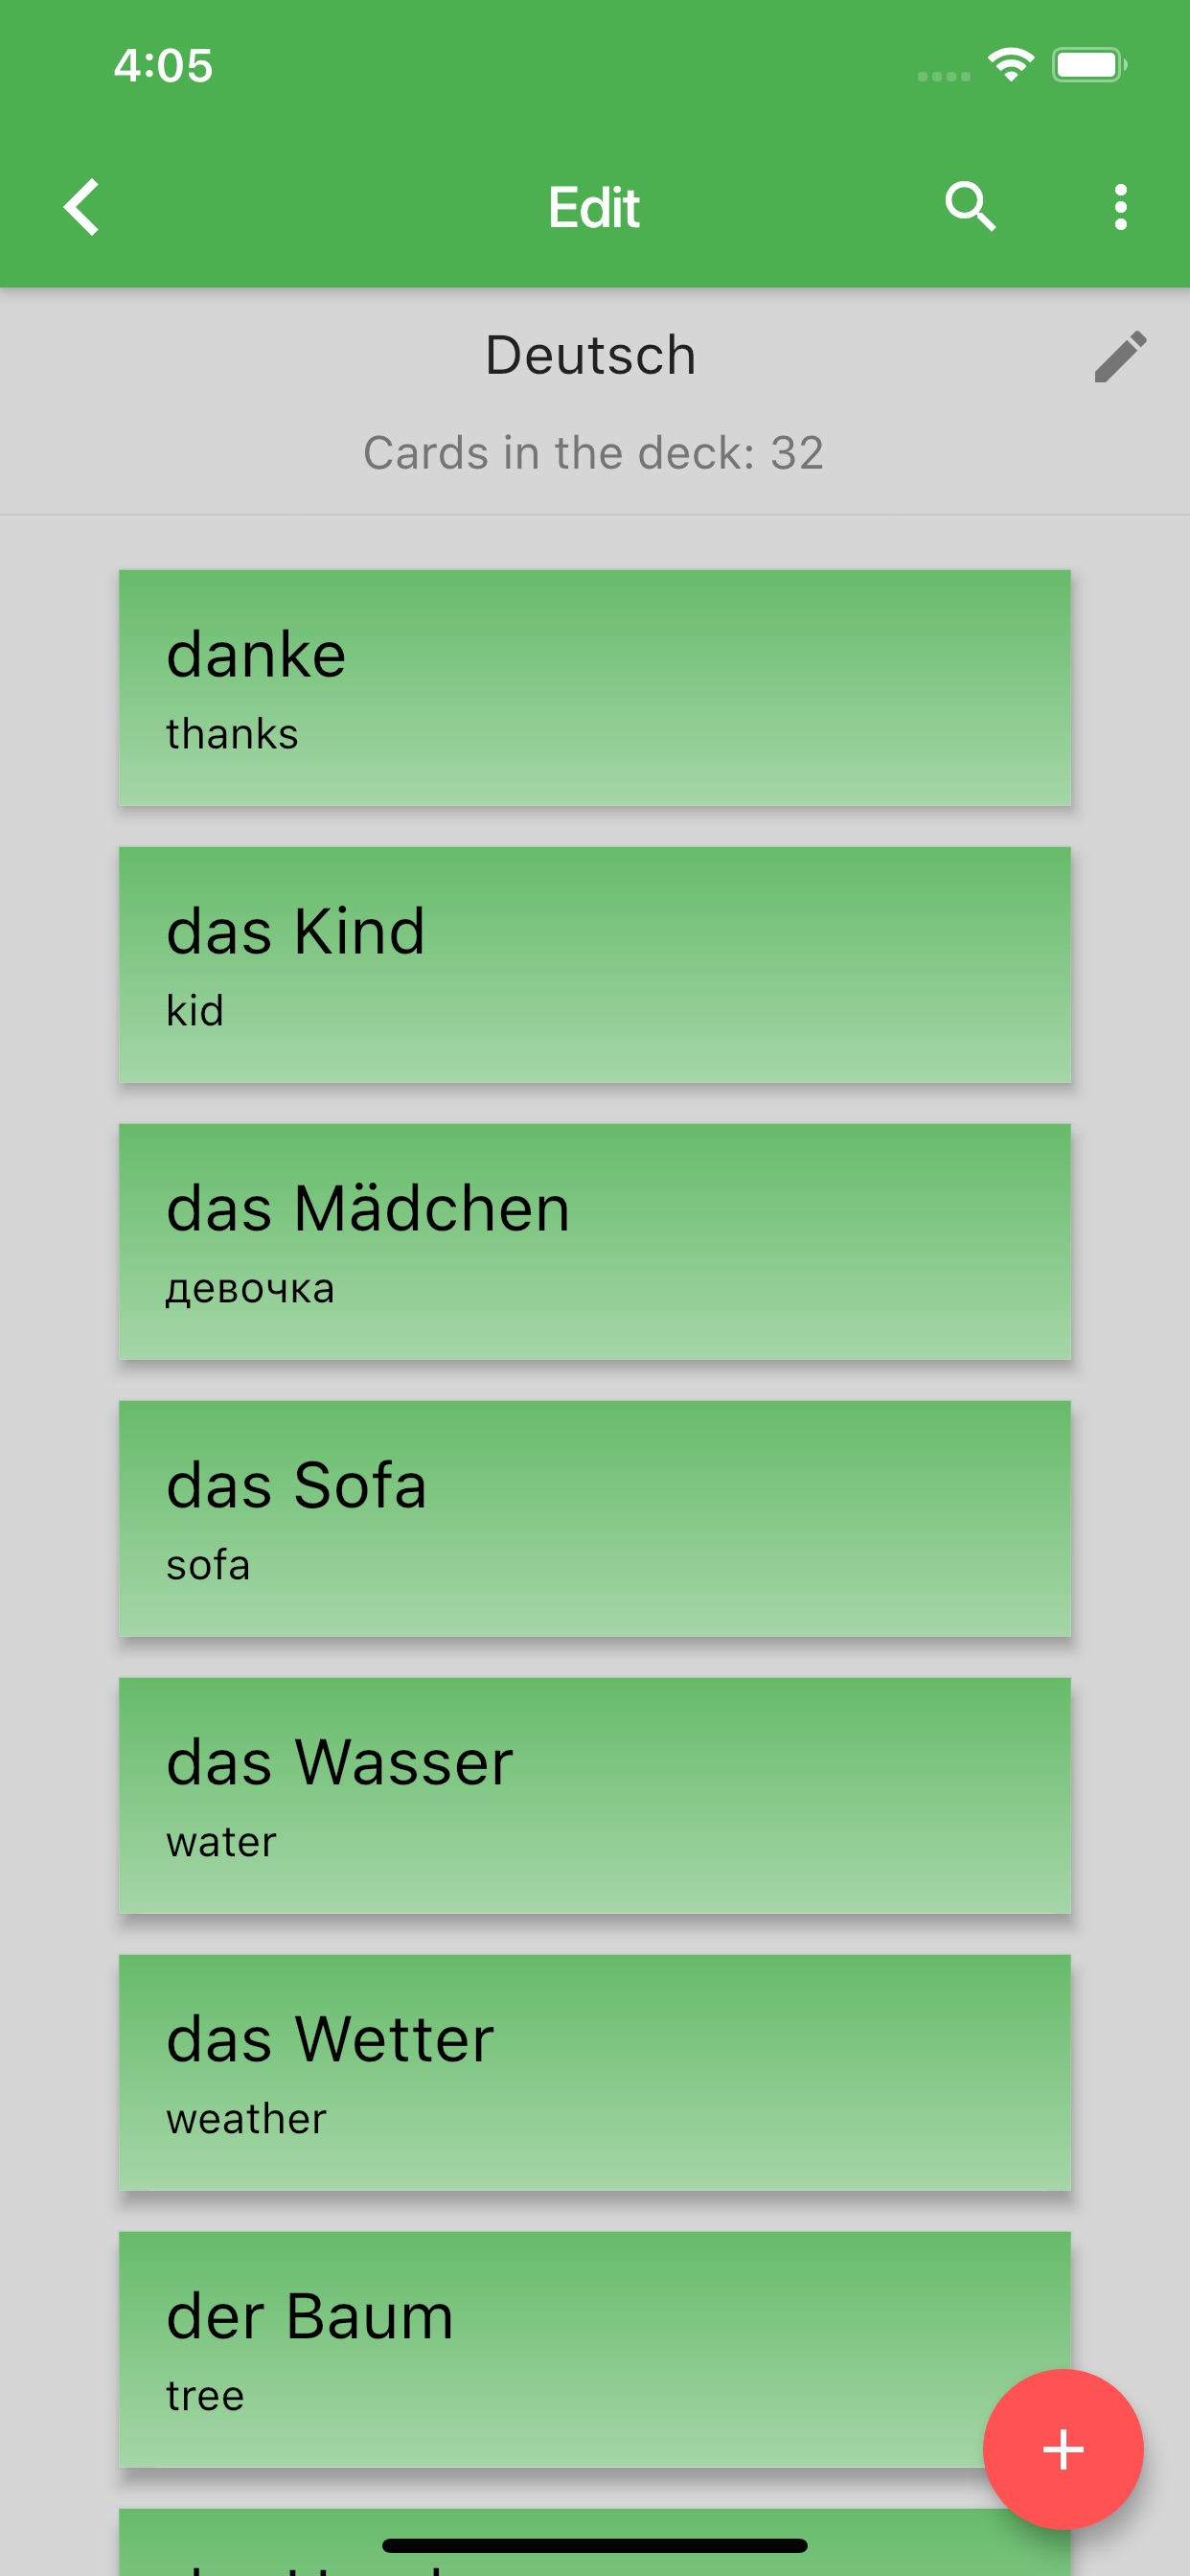 4:05
Edit
Deutsch
Cards in the deck: 32
danke
thanks
das Kind
kid
das Mädchen
девочка
das Sofa
sofa
das Wasser
water
das Wetter
weather
der Baum
tree